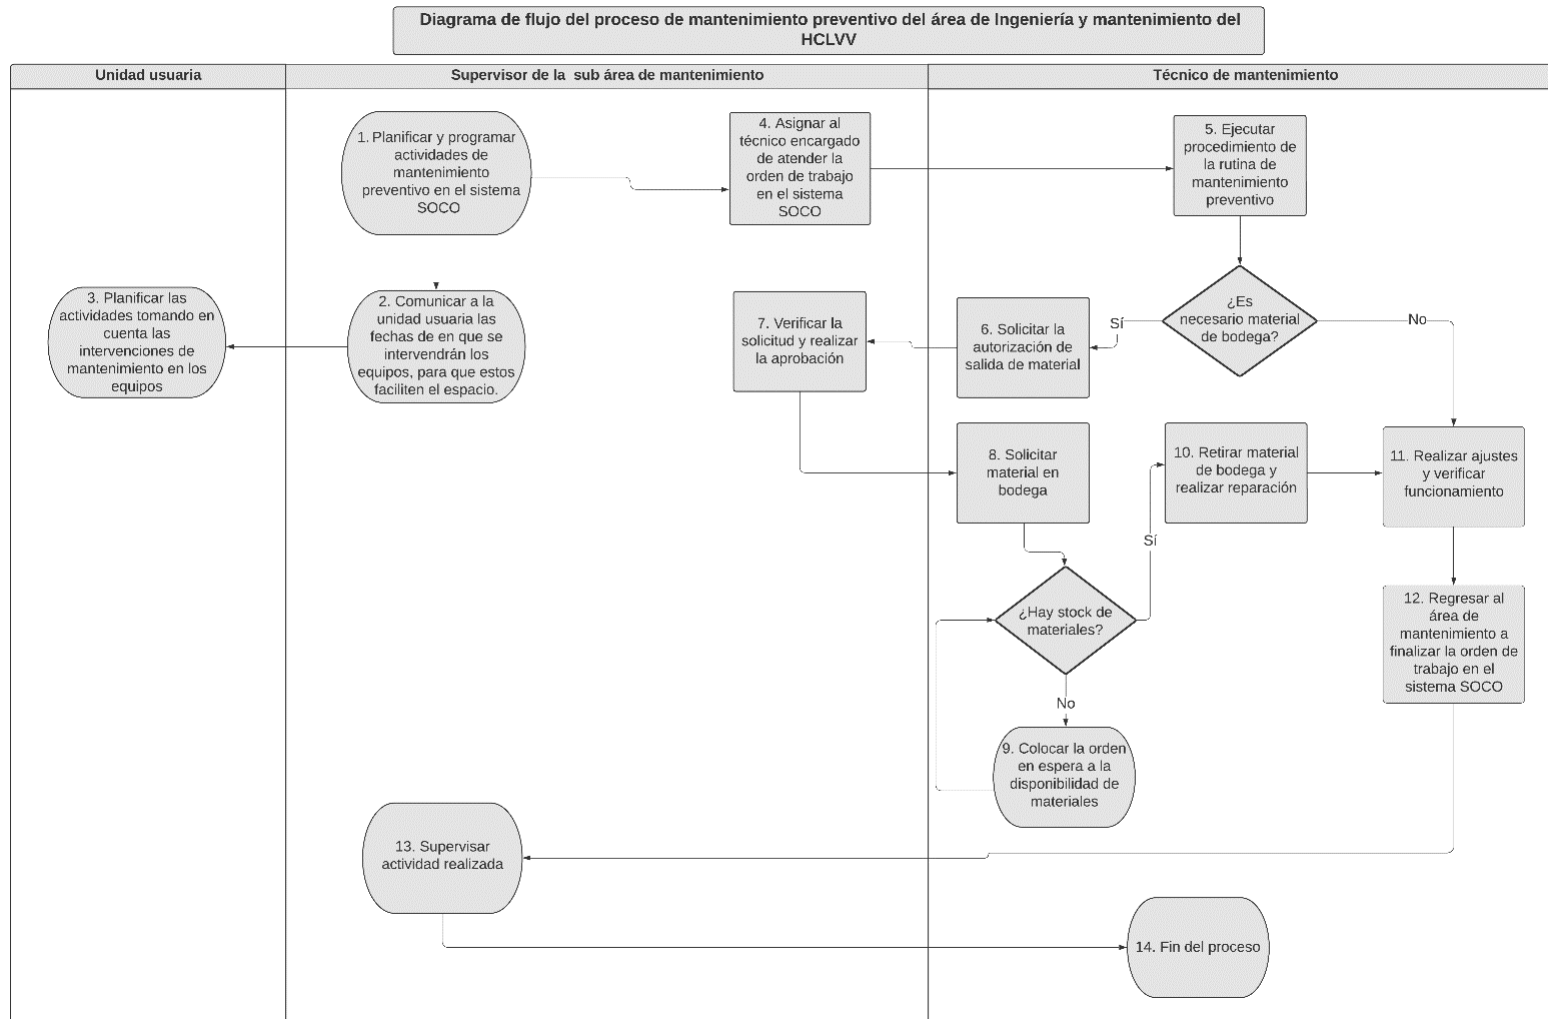 Diagrama de flujo del proceso de mantenimiento preventivo del área de Ingeniería y mantenimiento del
HCLVV
Unidad usuaria
Supervisor de la sub área de mantenimiento
Técnico de mantenimiento
1. Planificar y programar
actividades de
mantenimiento
preventivo en el sistema
SOCO
4. Asignar al
técnico encargado
de atender la
orden de trabajo
en el sistema
SOCO
5. Ejecutar
procedimiento de
la rutina de
mantenimiento
preventivo
3. Planificar las
actividades tomando en
cuenta las
intervenciones de
mantenimiento en los
equipos
2. Comunicar a la
unidad usuaria las
fechas de en que se
intervendrán los
equipos, para que estos
faciliten el espacio.
7. Verificar la
solicitud y realizar
la aprobación
6. Solicitar la
autorización de
salida de material
Sí
¿Es
necesario material
de bodega?
No
8. Solicitar
material en
bodega
10. Retirar material
de bodega y
realizar reparación
11. Realizar ajustes
y verificar
funcionamiento
Sí
¿Hay stock de
materiales?
No
12. Regresar al
área de
mantenimiento a
finalizar la orden de
trabajo en el
sistema SOCO
9. Colocar la orden
en espera a la
disponibilidad de
materiales
13. Supervisar
actividad realizada
14. Fin del proceso